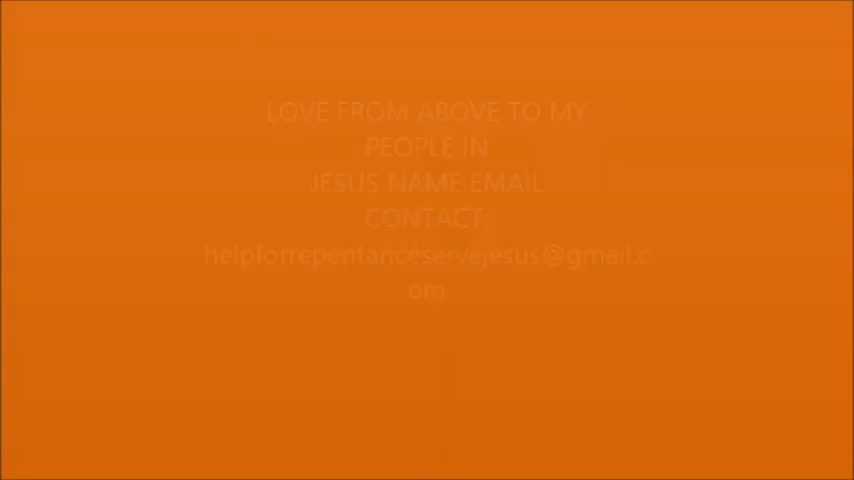 LOVE FROM ABOVE TO MY
PEOPLE IN
JESUS NAME EMAIL
CONTACT;
helpforrepentanceservejesus@gmail.c
om